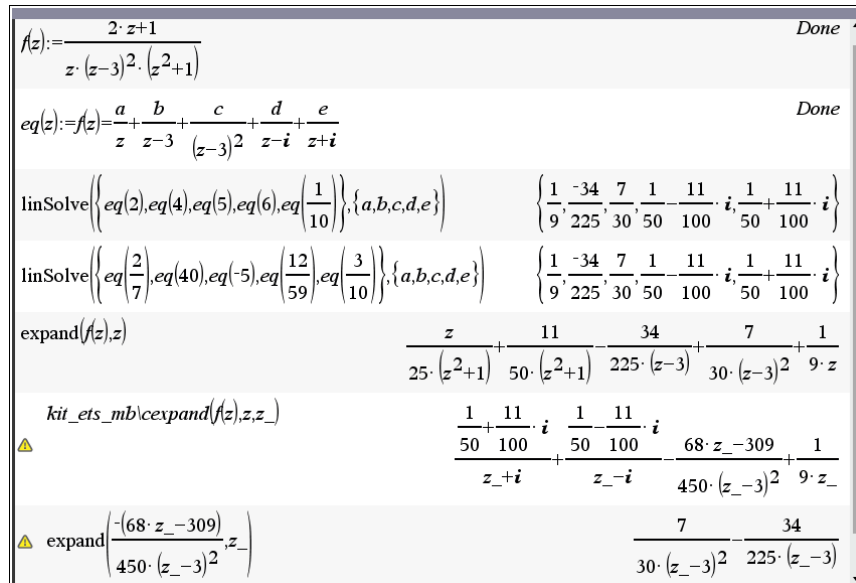 f(z):=(2·z+1)/(z·(z−3)^2·(z^2+1)) Done
eq(z):=f(z)=a/z+b/(z−3)+c/(z−3)^2+d/(z−i)+e/(z+i) Done
linSolve({eq(2),eq(4),eq(5),eq(6),eq(1/10)},{a,b,c,d,e}) {1/9,-34/225,7/30,1/50−11/100·i,1/50+11/100·i}
linSolve({eq(2/7),eq(40),eq(-5),eq(12/59),eq(3/10)},{a,b,c,d,e}) {1/9,-34/225,7/30,1/50−11/100·i,1/50+11/100·i}
expand(f(z),z) z/(25·(z^2+1))+11/(50·(z^2+1))−34/(225·(z−3))+7/(30·(z−3)^2)+1/(9·z)
kit_ets_mb\cexpand(f(z),z,z_) (1/50+11/100·i)/(z_+i)+(1/50−11/100·i)/(z_−i)−(68·z_−309)/(450·(z_−3)^2)+1/(9·z_)
expand(-(68·z_−309)/(450·(z_−3)^2),z_) 7/(30·(z_−3)^2)−34/(225·(z_−3))